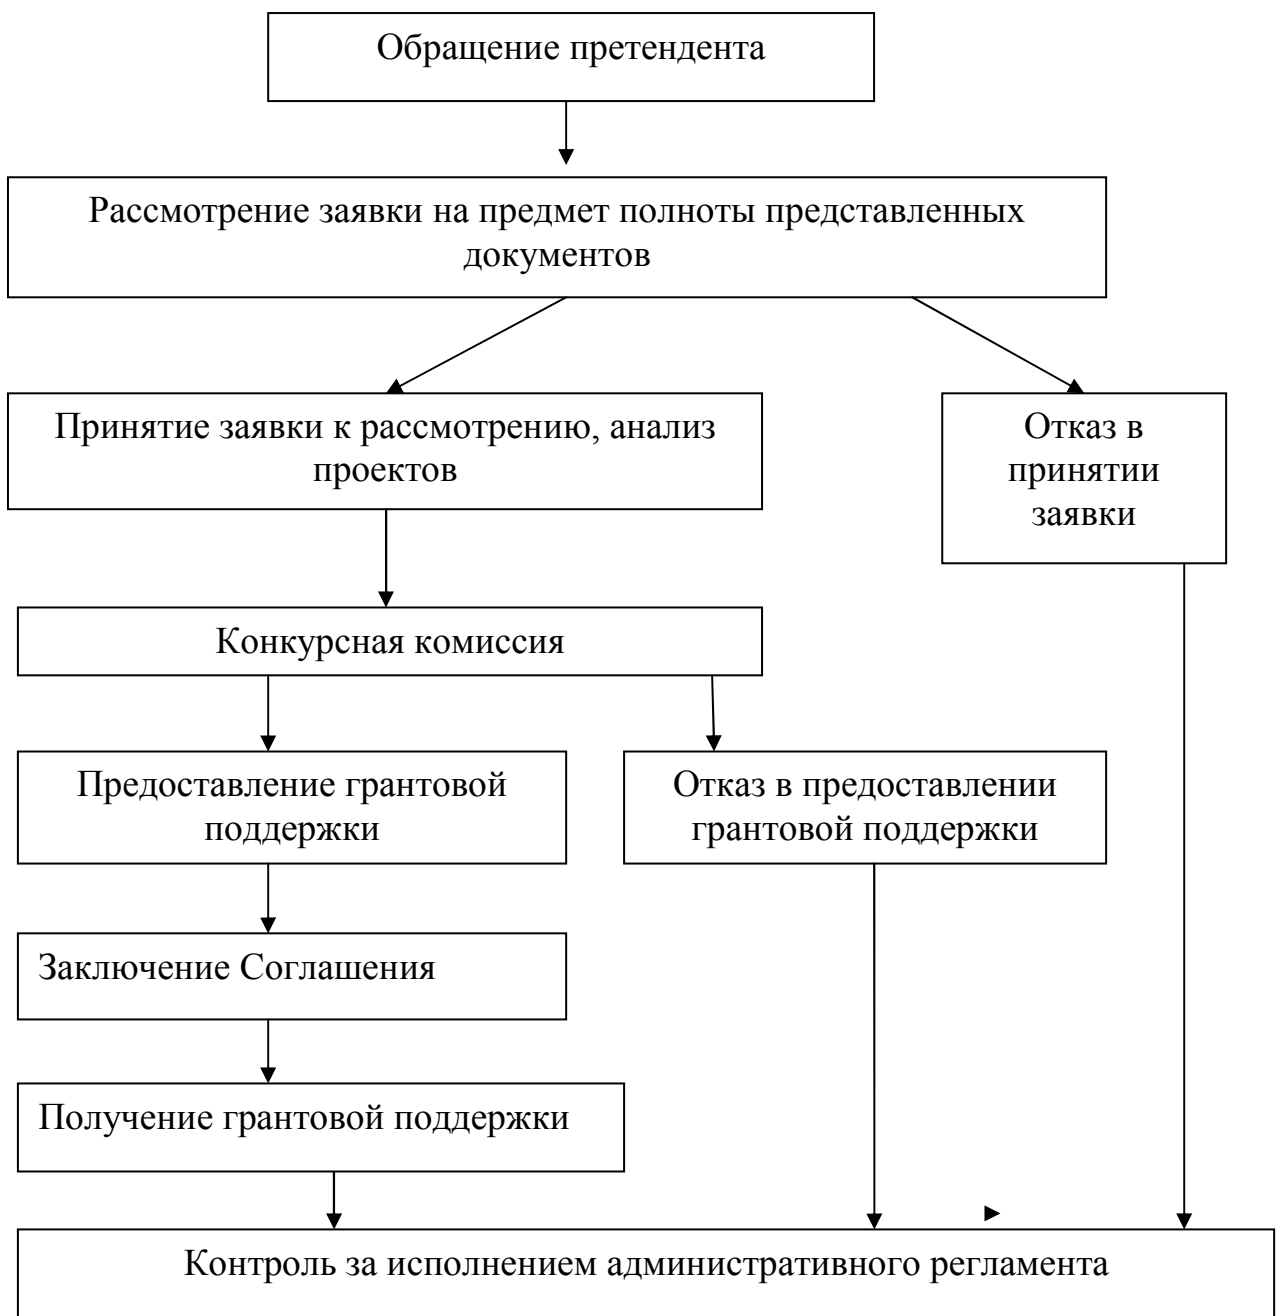 Обращение претендента
Рассмотрение заявки на предмет полноты представленных
документов
Принятие заявки к рассмотрению, анализ
проектов
Отказ в
принятии
заявки
Конкурсная комиссия
Предоставление грантовой
поддержки
Отказ в предоставлении
грантовой поддержки
Заключение Соглашения
Получение грантовой поддержки
Контроль за исполнением административного регламента